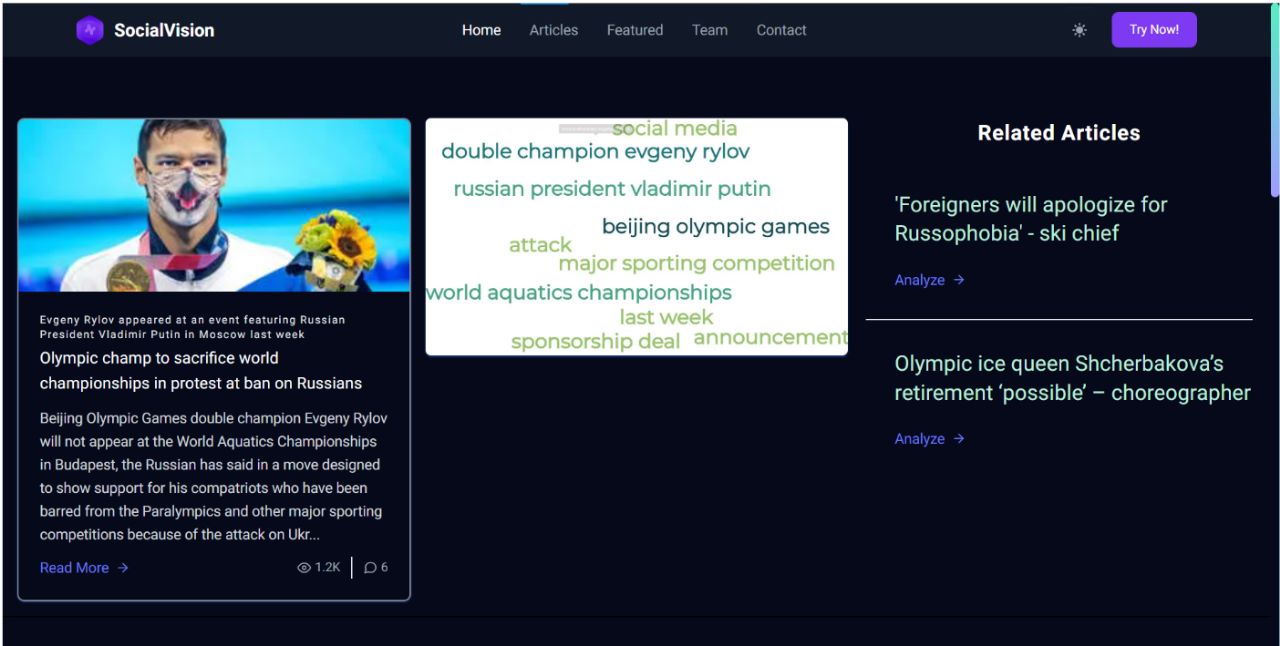 SocialVision
Home
Articles
Featured
Team
Contact
Try Now!
Evgeny Rylov appeared at an event featuring Russian
President Vladimir Putin in Moscow last week
Olympic champ to sacrifice world
championships in protest at ban on Russians
Beijing Olympic Games double champion Evgeny Rylov
will not appear at the World Aquatics Championships
in Budapest, the Russian has said in a move designed
to show support for his compatriots who have been
barred from the Paralympics and other major sporting
competitions because of the attack on Ukr...
Read More →
1.2K
6
social media
double champion evgeny rylov
russian president vladimir putin
beijing olympic games
attack
major sporting competition
world aquatics championships
last week
sponsorship deal
announcement
Related Articles
'Foreigners will apologize for
Russophobia' - ski chief
Analyze →
Olympic ice queen Shcherbakova’s
retirement ‘possible’ – choreographer
Analyze →